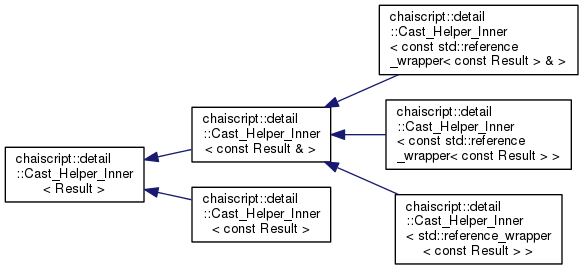 chaiscript::detail
::Cast_Helper_Inner
< const std::reference
_wrapper< const Result > & >
chaiscript::detail
::Cast_Helper_Inner
< const Result & >
chaiscript::detail
::Cast_Helper_Inner
< const std::reference
_wrapper< const Result > >
chaiscript::detail
::Cast_Helper_Inner
< Result >
chaiscript::detail
::Cast_Helper_Inner
< const Result >
chaiscript::detail
::Cast_Helper_Inner
< std::reference_wrapper
< const Result > >